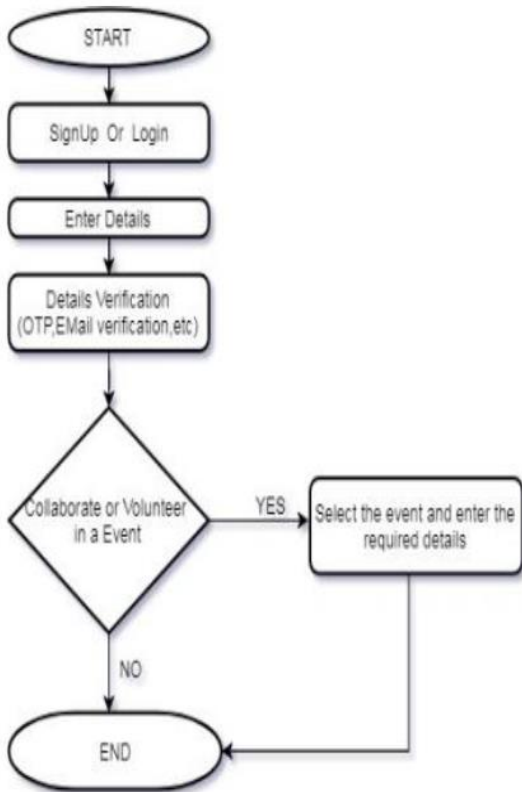 START
SignUp Or Login
Enter Details
Details Verification
(OTP,EMail verification,etc)
Collaborate or Volunteer
in a Event
YES
Select the event and enter the
required details
NO
END